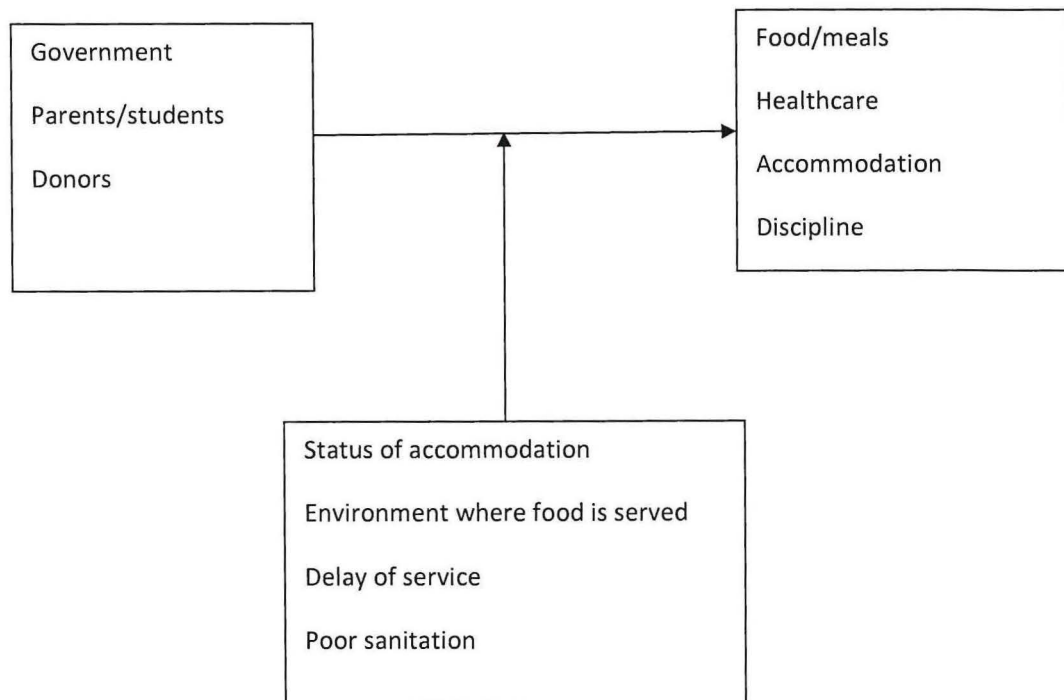 Government
Parents/students
Donors
Food/meals
Healthcare
Accommodation
Discipline
Status of accommodation
Environment where food is served
Delay of service
Poor sanitation